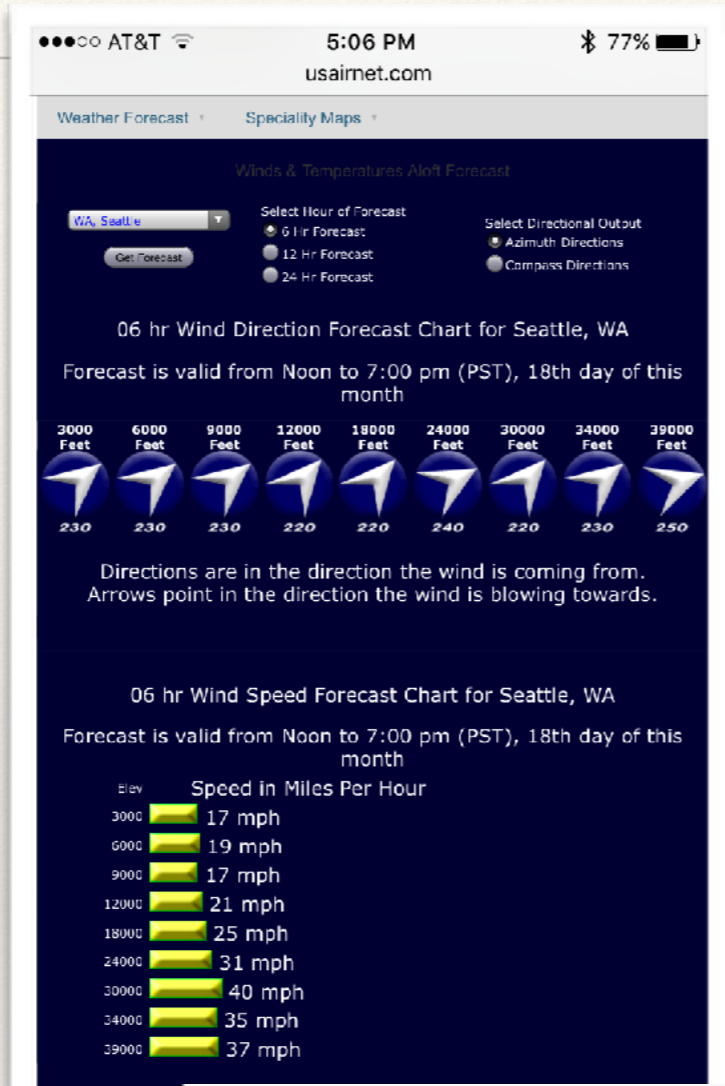 AT&T 5:06 PM 77%
usairnet.com
Weather Forecast Speciality Maps
Winds & Temperatures Aloft Forecast
WA, Seattle
Get Forecast
Select Hour of Forecast
6 Hr Forecast
12 Hr Forecast
24 Hr Forecast
Select Directional Output
Azimuth Directions
Compass Directions
06 hr Wind Direction Forecast Chart for Seattle, WA
Forecast is valid from Noon to 7:00 pm (PST), 18th day of this
month
3000 6000 9000 12000 18000 24000 30000 34000 39000
Feet Feet Feet Feet Feet Feet Feet Feet Feet
230 230 230 220 220 240 220 230 250
Directions are in the direction the wind is coming from.
Arrows point in the direction the wind is blowing towards.
06 hr Wind Speed Forecast Chart for Seattle, WA
Forecast is valid from Noon to 7:00 pm (PST), 18th day of this
month
Elev Speed in Miles Per Hour
3000 17 mph
6000 19 mph
9000 17 mph
12000 21 mph
18000 25 mph
24000 31 mph
30000 40 mph
34000 35 mph
39000 37 mph